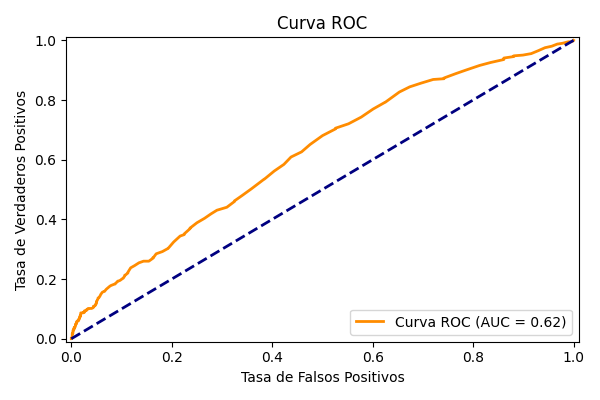 Curva ROC
1.0
0.8
0.6
0.4
0.2
0.0
Tasa de Verdaderos Positivos
Curva ROC (AUC = 0.62)
0.0 0.2 0.4 0.6 0.8 1.0
Tasa de Falsos Positivos